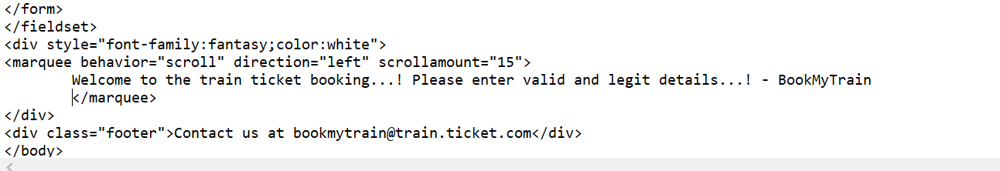 </form>
</fieldset>
<div style="font-family:fantasy;color:white">
<marquee behavior="scroll" direction="left" scrollamount="15">
Welcome to the train ticket booking...! Please enter valid and legit details...! - BookMyTrain
</marquee>
</div>
<div class="footer">Contact us at bookmytrain@train.ticket.com</div>
</body>